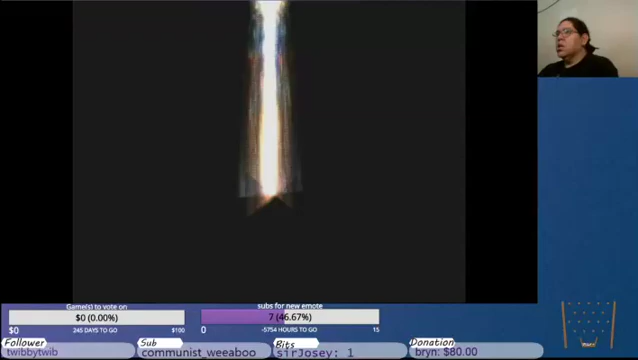 Game(s) to vote on
$0 (0.00%)
$0
245 DAYS TO GO
$100
subs for new emote
7 (46.67%)
0
-5754 HOURS TO GO
15
Follower
twibbytwib
Sub
communist_weeaboo
Bits
sirJosey: 1
Donation
bryn: $80.00